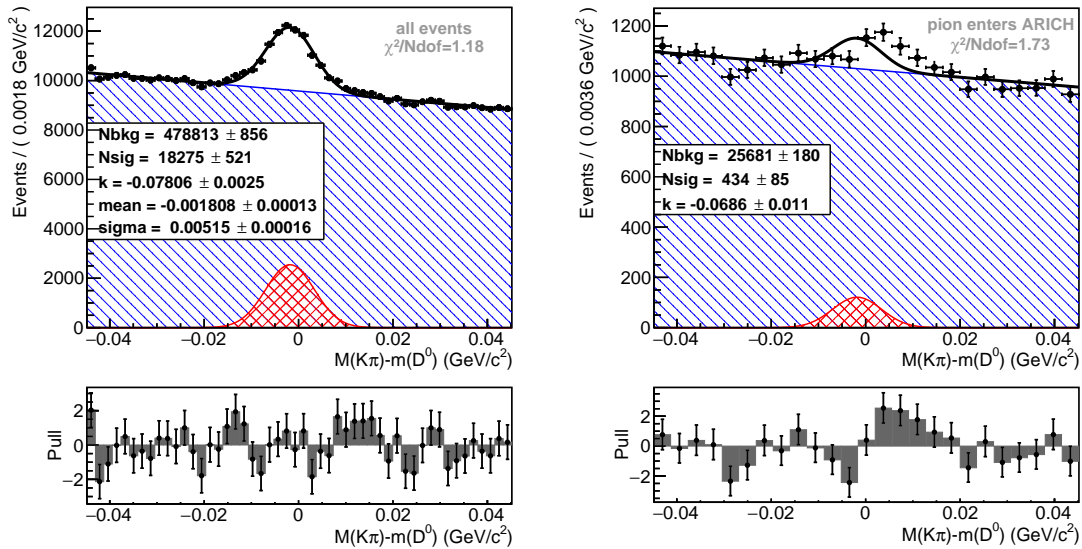 Events / ( 0.0018 GeV/c²)
12000
10000
8000
6000
4000
2000
0
all events
χ²/Ndof=1.18
Nbkg = 478813 ± 856
Nsig = 18275 ± 521
k = -0.07806 ± 0.0025
mean = -0.001808 ± 0.00013
sigma = 0.00515 ± 0.00016
−0.04 −0.02 0 0.02 0.04
M(Kπ)-m(D⁰) (GeV/c²)
Pull
2
0
−2
−0.04 −0.02 0 0.02 0.04
M(Kπ)-m(D⁰) (GeV/c²)
Events / ( 0.0036 GeV/c²)
1200
1000
800
600
400
200
0
pion enters ARICH
χ²/Ndof=1.73
Nbkg = 25681 ± 180
Nsig = 434 ± 85
k = -0.0686 ± 0.011
−0.04 −0.02 0 0.02 0.04
M(Kπ)-m(D⁰) (GeV/c²)
Pull
2
0
−2
−0.04 −0.02 0 0.02 0.04
M(Kπ)-m(D⁰) (GeV/c²)